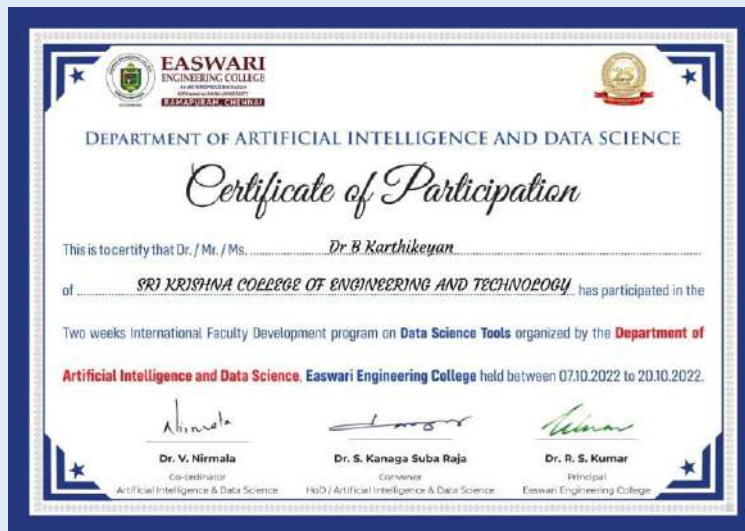 EASWARI
ENGINEERING COLLEGE
RAMAPURAM, CHENNAI
25
DEPARTMENT OF ARTIFICIAL INTELLIGENCE AND DATA SCIENCE
Certificate of Participation
This is to certify that Dr. / Mr. / Ms. Dr B Karthikeyan
of SRI KRISHNA COLLEGE OF ENGINEERING AND TECHNOLOGY has participated in the
Two weeks International Faculty Development program on Data Science Tools organized by the Department of
Artificial Intelligence and Data Science, Easwari Engineering College held between 07.10.2022 to 20.10.2022.
Nirmala
Dr. V. Nirmala
Dr. S. Kanaga Suba Raja
Dr. R. S. Kumar
Co-ordinator
Convener
Principal
Artificial Intelligence & Data Science
HoD / Artificial Intelligence & Data Science
Easwari Engineering College